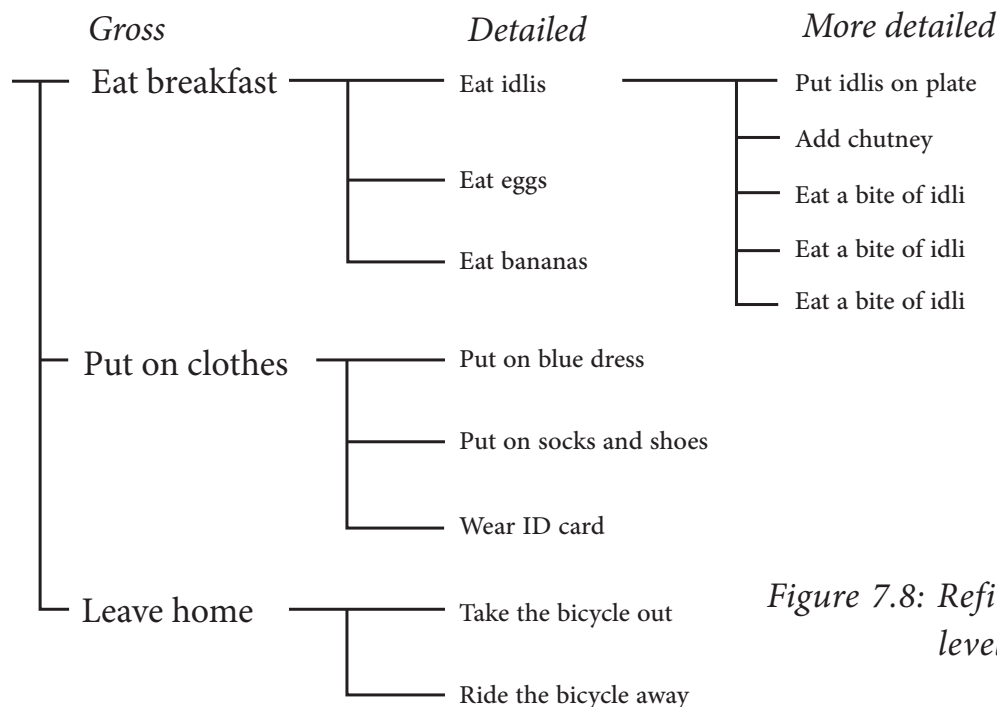 Gross Detailed More detailed
Eat breakfast Eat idlis Put idlis on plate
Add chutney
Eat eggs Eat a bite of idli
Eat a bite of idli
Eat bananas
Eat a bite of idli
Put on clothes Put on blue dress
Put on socks and shoes
Wear ID card
Leave home Take the bicycle out
Figure 7.8: Refi
level
Ride the bicycle away